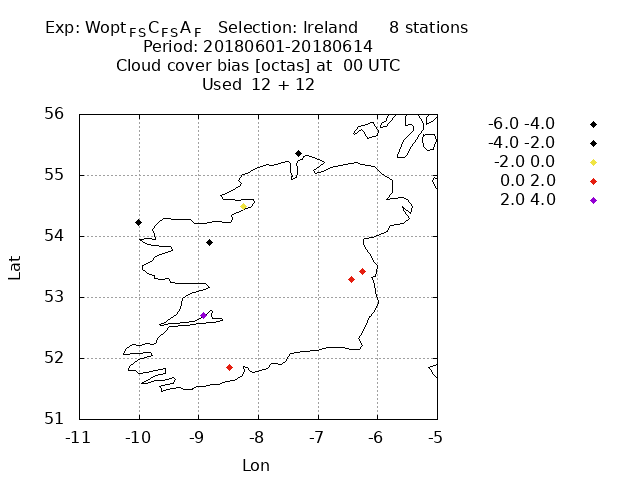 Exp: Wopt FS C FS A F   Selection: Ireland      8 stations
Period: 20180601-20180614
Cloud cover bias [octas] at  00 UTC
Used  12 + 12
-6.0 -4.0
-4.0 -2.0
-2.0 0.0
0.0 2.0
2.0 4.0
Lat
56
55
54
53
52
51
-11 -10 -9 -8 -7 -6 -5
Lon